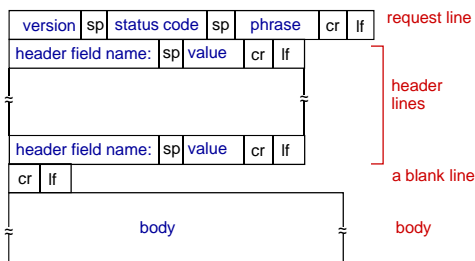 version sp status code sp phrase cr lf request line
header field name: sp value cr lf
header
lines
header field name: sp value cr lf
cr lf a blank line
body body